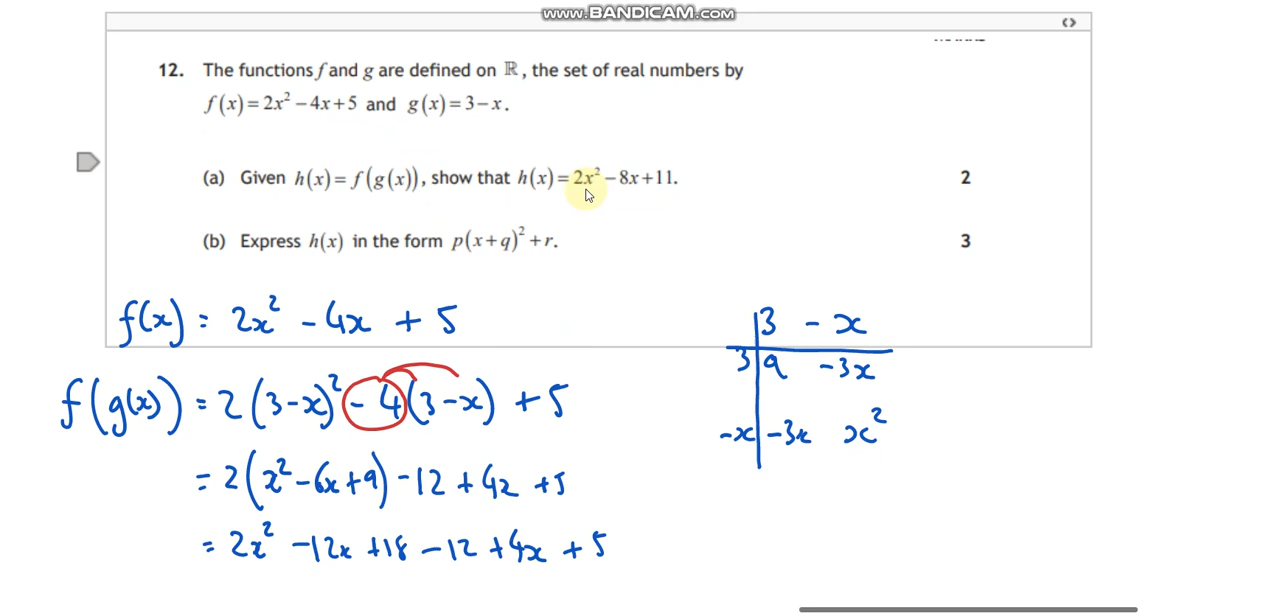 www.BANDICAM.com
12. The functions f and g are defined on ℝ, the set of real numbers by
f(x) = 2x² − 4x + 5 and g(x) = 3 − x.
(a) Given h(x) = f(g(x)), show that h(x) = 2x² − 8x + 11. 2
(b) Express h(x) in the form p(x+q)² + r. 3
f(x) = 2x² − 4x + 5
f(g(x)) = 2(3−x)² − 4(3−x) + 5
= 2(x² − 6x + 9) − 12 + 4x + 5
= 2x² − 12x + 18 − 12 + 4x + 5
3 − x
3 9 −3x
−x −3x x²